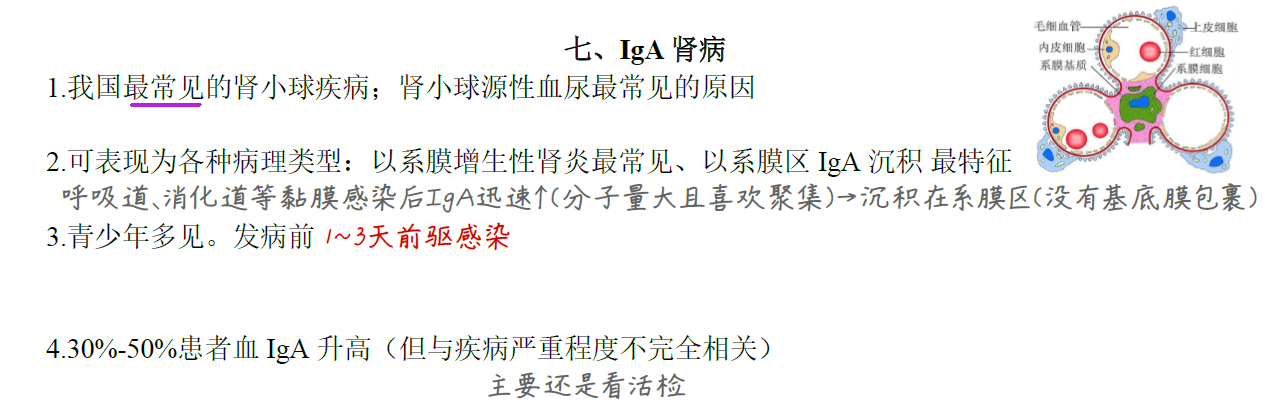 七、IgA 肾病
1.我国最常见的肾小球疾病；肾小球源性血尿最常见的原因
毛细血管
上皮细胞
内皮细胞
红细胞
系膜基质
系膜细胞
2.可表现为各种病理类型：以系膜增生性肾炎最常见、以系膜区 IgA 沉积 最特征
呼吸道、消化道等黏膜感染后IgA迅速↑(分子量大且喜欢聚集)→沉积在系膜区(没有基底膜包裹)
3.青少年多见。发病前 1~3天前驱感染
4.30%-50%患者血 IgA 升高（但与疾病严重程度不完全相关）
主要还是看活检